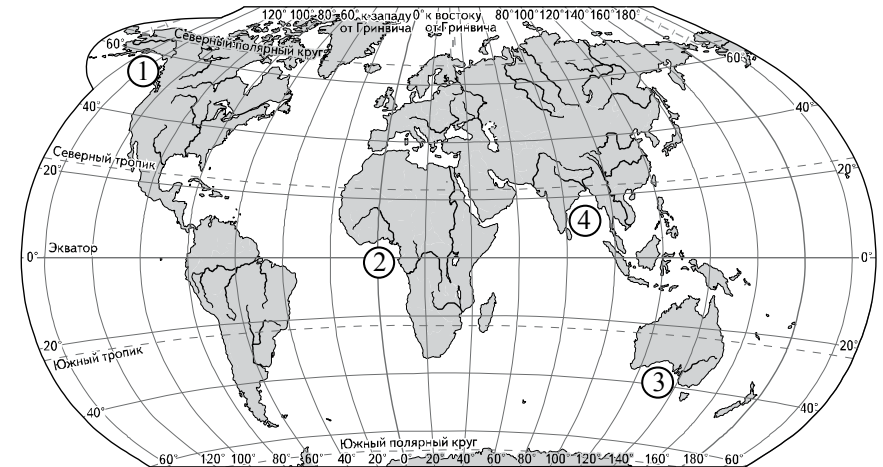 120° 100° 80° 60° к западу 0° к востоку 80° 100° 120° 140° 160° 180°
от Гринвича от Гринвича
Северный полярный круг
60° 60°
1
40° 40°
Северный тропик
20° 20°
4
Экватор
0° 0°
2
20° 20°
Южный тропик
3
40° 40°
Южный полярный круг
60° 120° 100° 80° 60° 40° 20° 0° 20° 40° 60° 80° 100° 120° 140° 160° 180° 60°